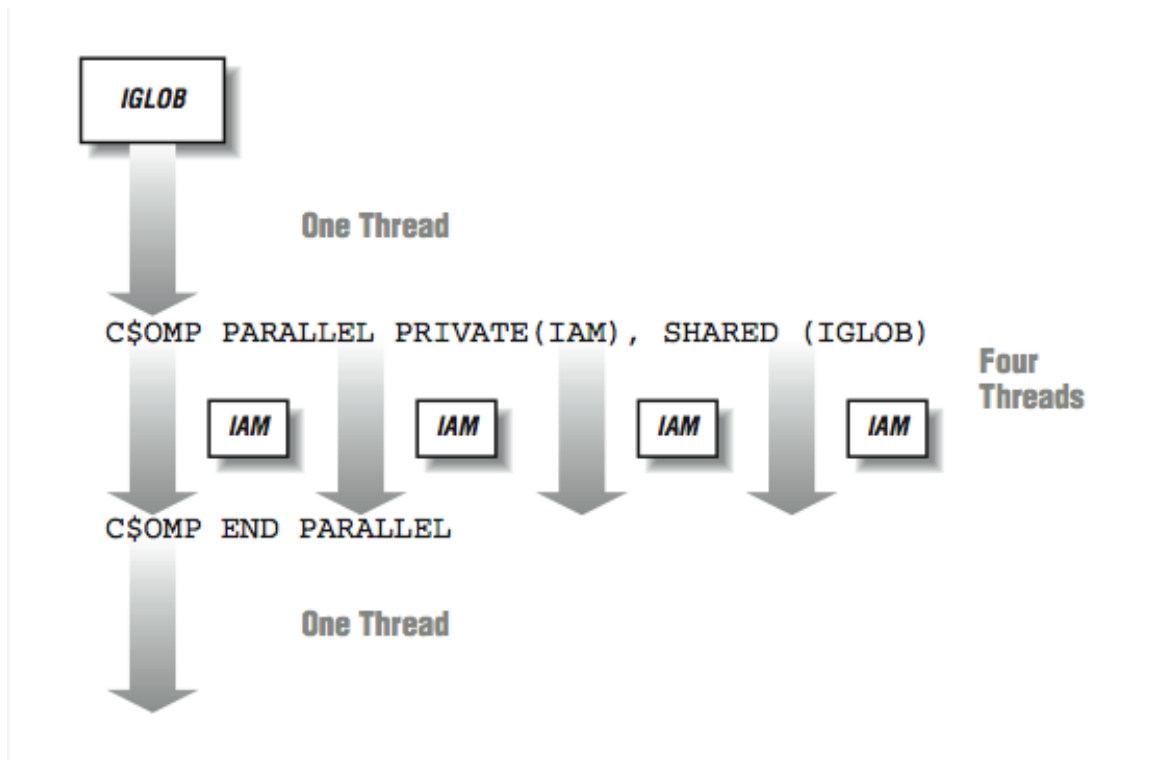 IGLOB
One Thread
C$OMP PARALLEL PRIVATE(IAM), SHARED (IGLOB)
Four
Threads
IAM
IAM
IAM
IAM
C$OMP END PARALLEL
One Thread